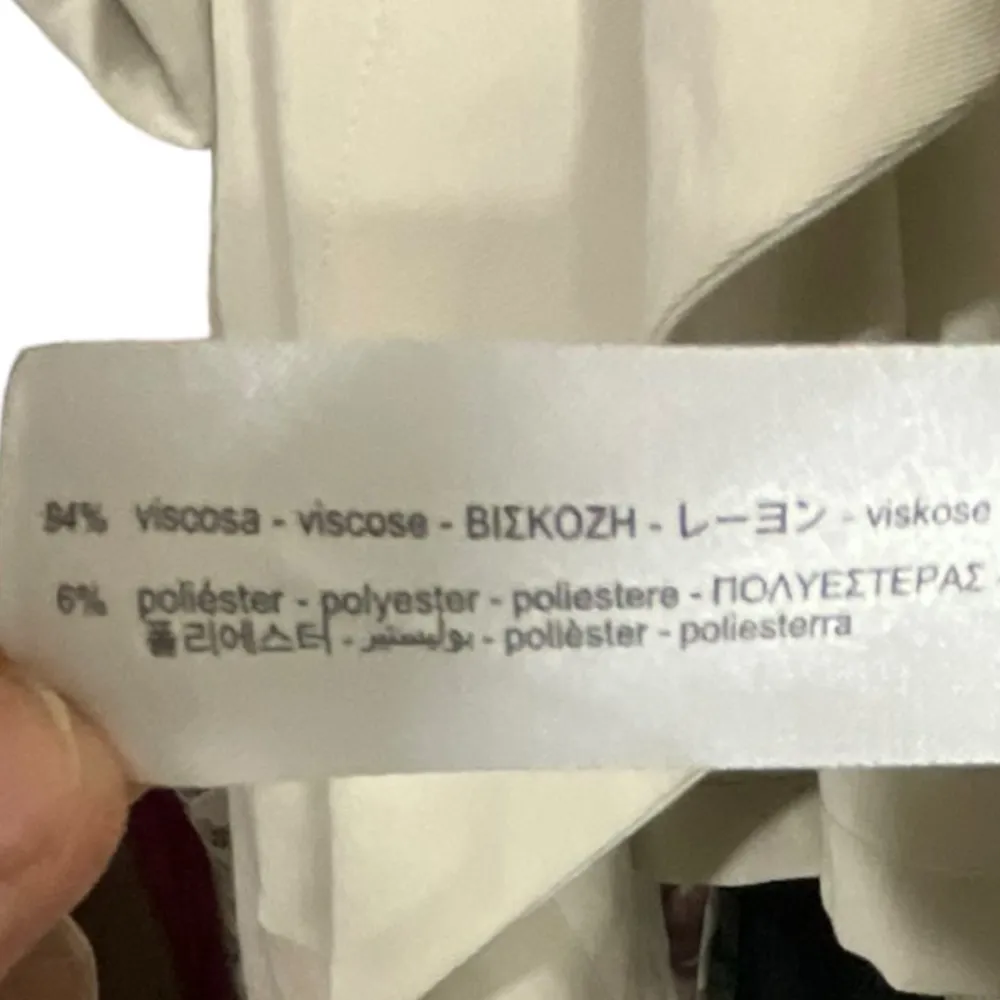 94% viscosa - viscose - ΒΙΣΚΟΖΗ - レーヨン - viskose
6% poliéster - polyester - poliestere - ΠΟΛΥΕΣΤΕΡΑΣ -
폴리에스터 - بوليستير - polièster - poliesterra